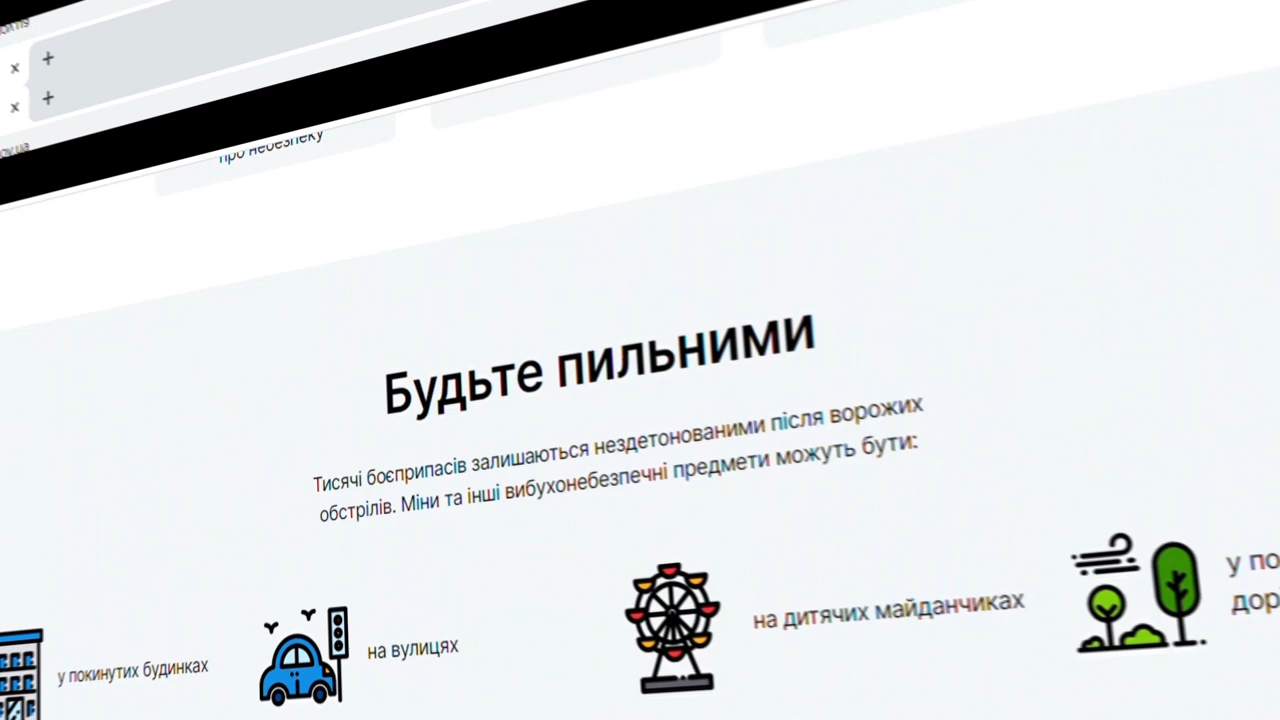 про небезпеку
Будьте пильними
Тисячі боєприпасів залишаються нездетонованими після ворожих
обстрілів. Міни та інші вибухонебезпечні предмети можуть бути:
у покинутих будинках
на вулицях
на дитячих майданчиках
у